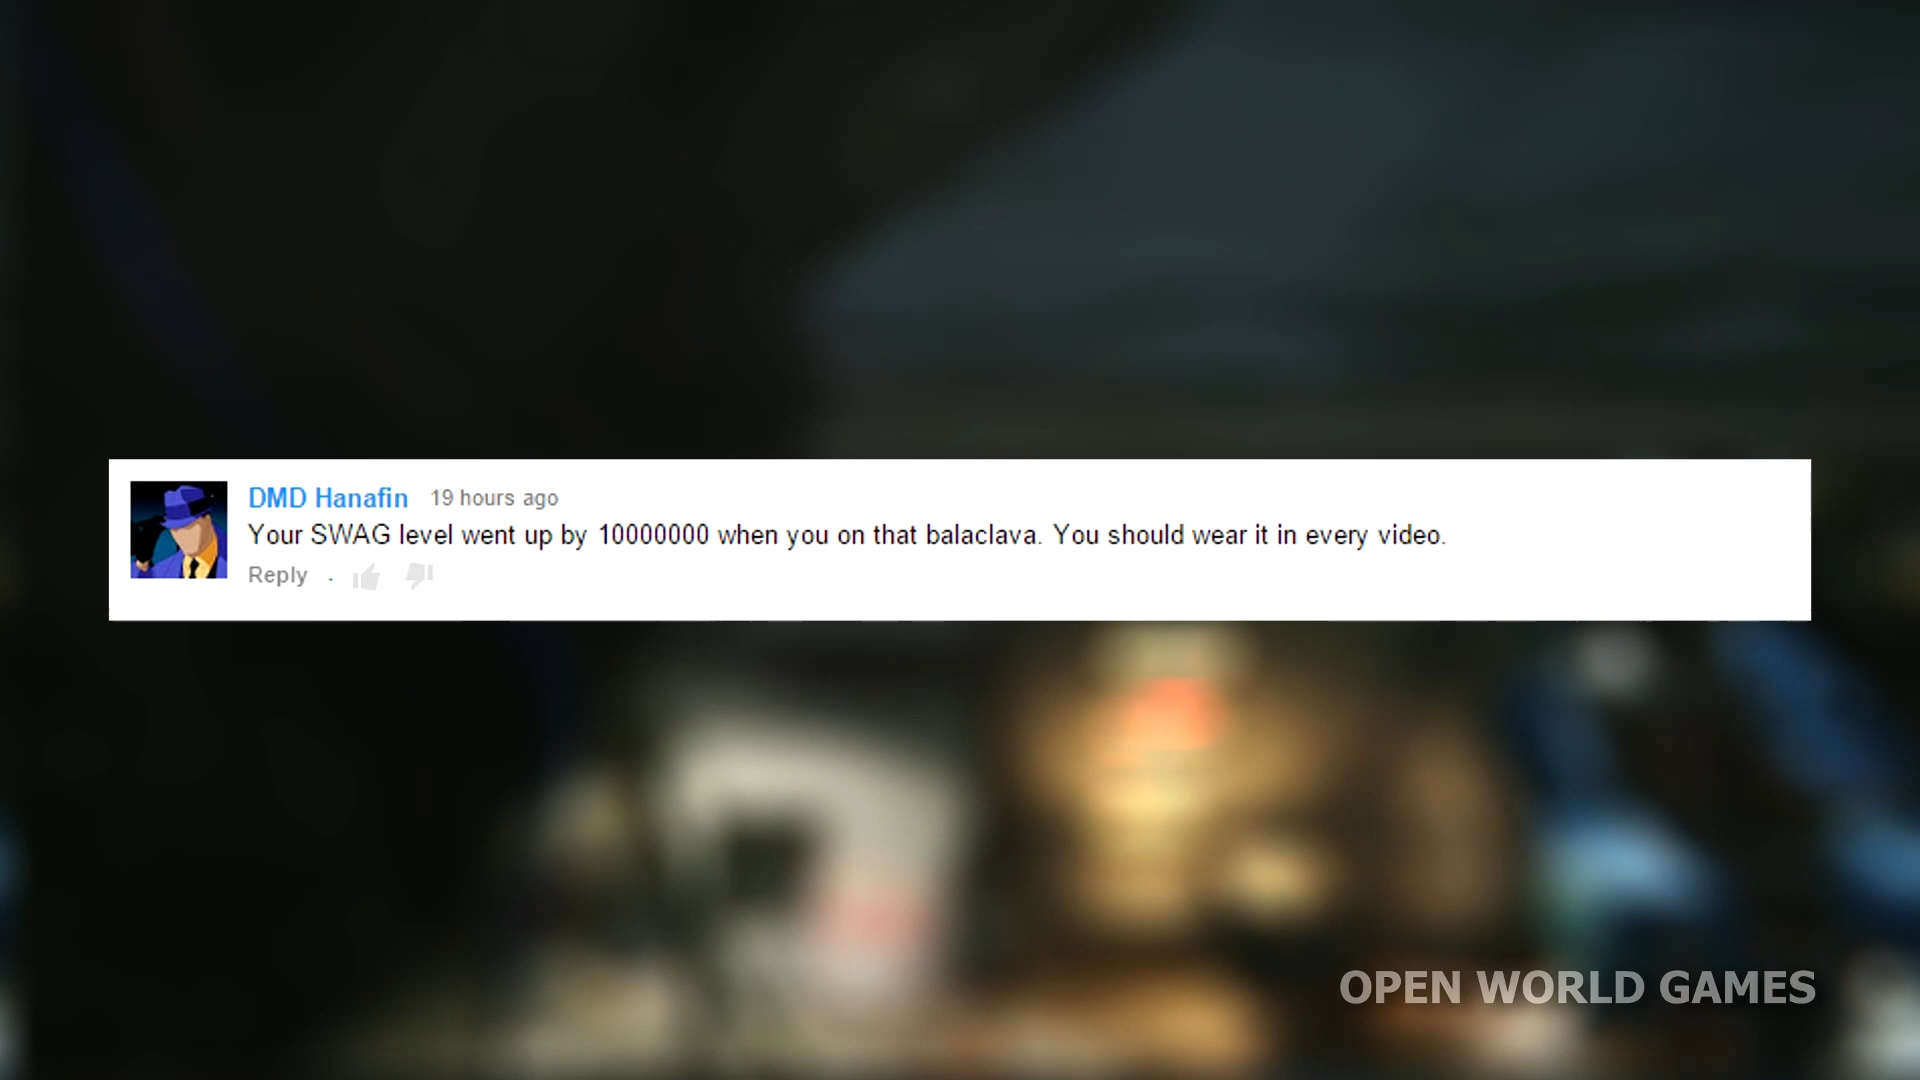 DMD Hanafin 19 hours ago
Your SWAG level went up by 10000000 when you on that balaclava. You should wear it in every video.
Reply .
OPEN WORLD GAMES